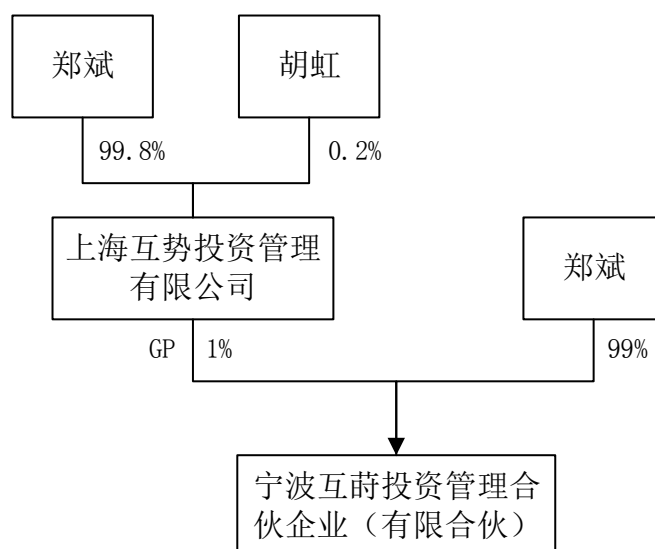 郑斌
胡虹
99.8%
0.2%
上海互势投资管理
有限公司
郑斌
GP
1%
99%
宁波互莳投资管理合
伙企业（有限合伙）